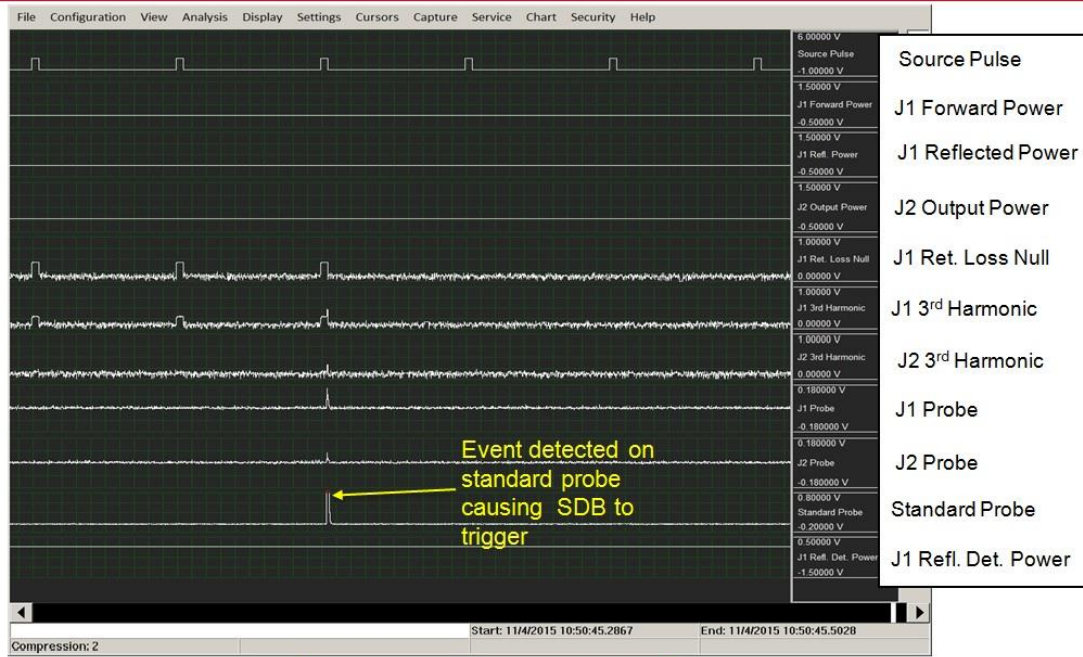 File Configuration View Analysis Display Settings Cursors Capture Service Chart Security Help
6.00000 V
Source Pulse
-1.00000 V
1.50000 V
J1 Forward Power
-0.50000 V
1.50000 V
J1 Refl. Power
-0.50000 V
1.50000 V
J2 Output Power
-0.50000 V
1.00000 V
J1 Ret. Loss Null
0.00000 V
1.00000 V
J1 3rd Harmonic
0.00000 V
1.00000 V
J2 3rd Harmonic
0.00000 V
0.180000 V
J1 Probe
-0.180000 V
0.180000 V
J2 Probe
-0.180000 V
0.80000 V
Standard Probe
-0.20000 V
0.50000 V
J1 Refl. Det. Power
-1.50000 V
Source Pulse
J1 Forward Power
J1 Reflected Power
J2 Output Power
J1 Ret. Loss Null
J1 3rd Harmonic
J2 3rd Harmonic
J1 Probe
J2 Probe
Standard Probe
J1 Refl. Det. Power
Event detected on
standard probe
causing SDB to
trigger
Start: 11/4/2015 10:50:45.2867 End: 11/4/2015 10:50:45.5028
Compression: 2